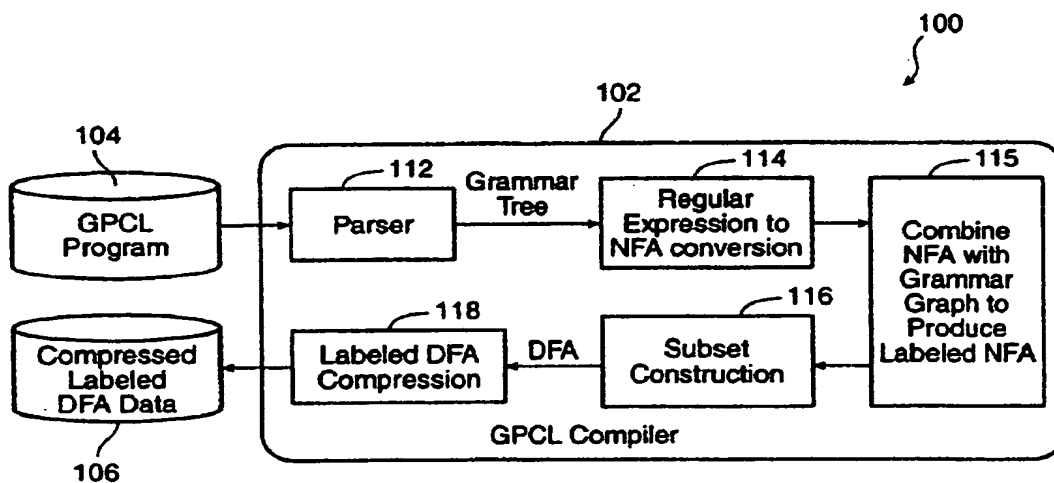 100
102
104
GPCL
Program
112
Parser
Grammar
Tree
114
Regular
Expression to
NFA conversion
115
Combine
NFA with
Grammar
Graph to
Produce
Labeled NFA
116
Subset
Construction
DFA
118
Labeled DFA
Compression
Compressed
Labeled
DFA Data
106
GPCL Compiler